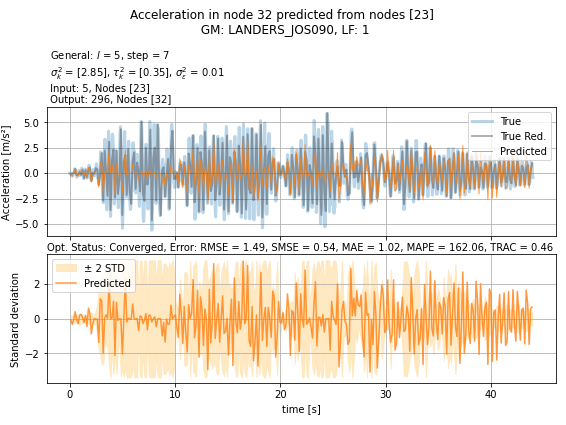 Acceleration in node 32 predicted from nodes [23]
GM: LANDERS_JOS090, LF: 1
General: l = 5, step = 7
σ²ₖ = [2.85], τ²ₖ = [0.35], σ²ε = 0.01
Input: 5, Nodes [23]
Output: 296, Nodes [32]
Acceleration [m/s²]
5.0
2.5
0.0
−2.5
−5.0
True
True Red.
Predicted
Opt. Status: Converged, Error: RMSE = 1.49, SMSE = 0.54, MAE = 1.02, MAPE = 162.06, TRAC = 0.46
Standard deviation
2
0
−2
± 2 STD
Predicted
0
10
20
30
40
time [s]